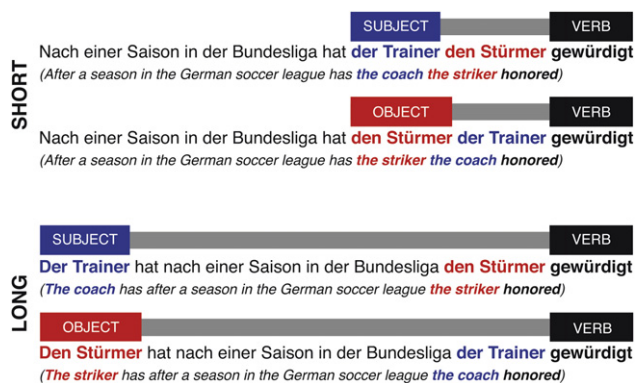 SHORT
SUBJECT VERB
Nach einer Saison in der Bundesliga hat der Trainer den Stürmer gewürdigt
(After a season in the German soccer league has the coach the striker honored)
OBJECT VERB
Nach einer Saison in der Bundesliga hat den Stürmer der Trainer gewürdigt
(After a season in the German soccer league has the striker the coach honored)
LONG
SUBJECT VERB
Der Trainer hat nach einer Saison in der Bundesliga den Stürmer gewürdigt
(The coach has after a season in the German soccer league the striker honored)
OBJECT VERB
Den Stürmer hat nach einer Saison in der Bundesliga der Trainer gewürdigt
(The striker has after a season in the German soccer league the coach honored)